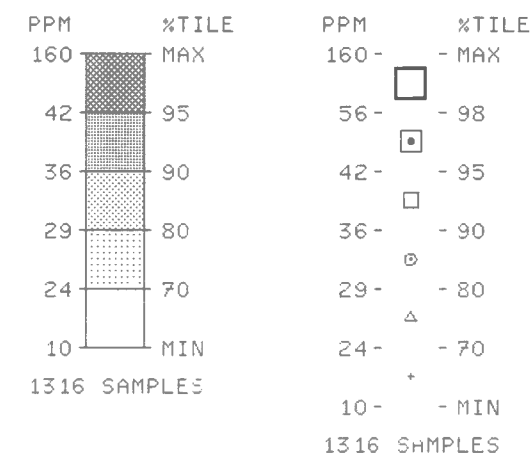 PPM %TILE
160 MAX
42 95
36 90
29 80
24 70
10 MIN
1316 SAMPLES
PPM %TILE
160 - - MAX
56 - - 98
42 - - 95
36 - - 90
29 - - 80
24 - - 70
10 - - MIN
1316 SAMPLES